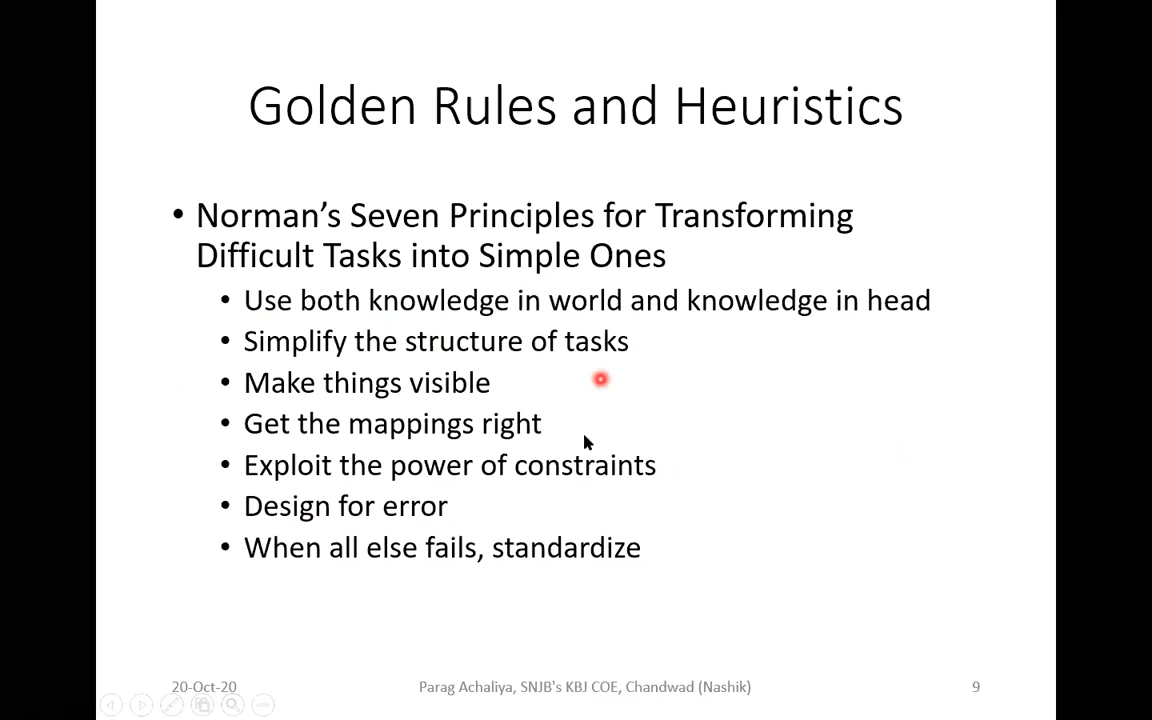 Golden Rules and Heuristics
• Norman’s Seven Principles for Transforming
Difficult Tasks into Simple Ones
• Use both knowledge in world and knowledge in head
• Simplify the structure of tasks
• Make things visible
• Get the mappings right
• Exploit the power of constraints
• Design for error
• When all else fails, standardize
20-Oct-20
Parag Achaliya, SNJB's KBJ COE, Chandwad (Nashik)
9